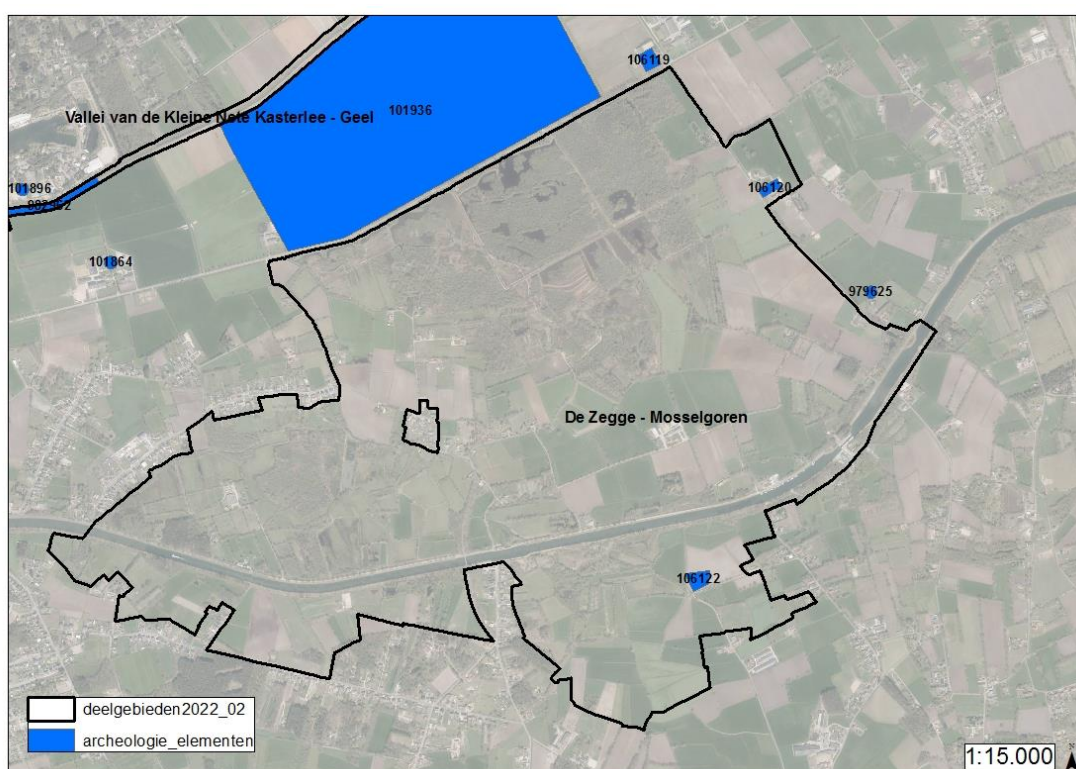 106119
101936
Vallei van de Kleine Nete Kasterlee - Geel
101896
106120
101864
979625
De Zegge - Mosselgoren
106122
deelgebieden2022_02
archeologie_elementen
1:15.000